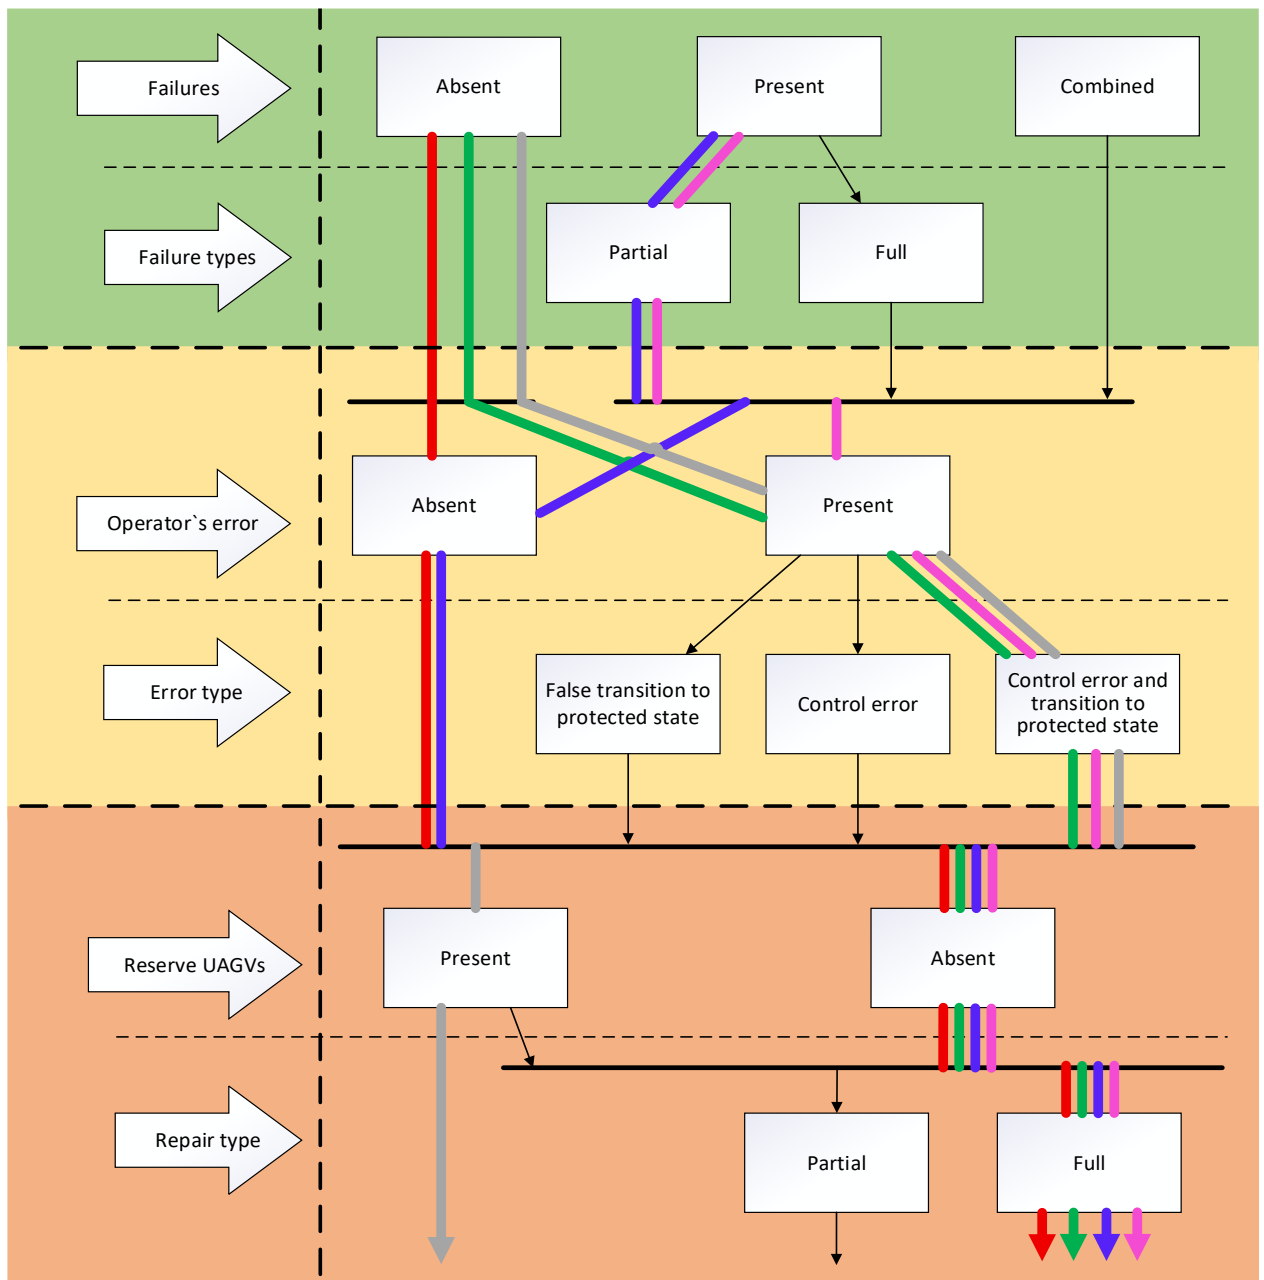 Failures
Absent
Present
Combined
Failure types
Partial
Full
Operator`s error
Absent
Present
Error type
False transition to
protected state
Control error
Control error and
transition to
protected state
Reserve UAGVs
Present
Absent
Repair type
Partial
Full